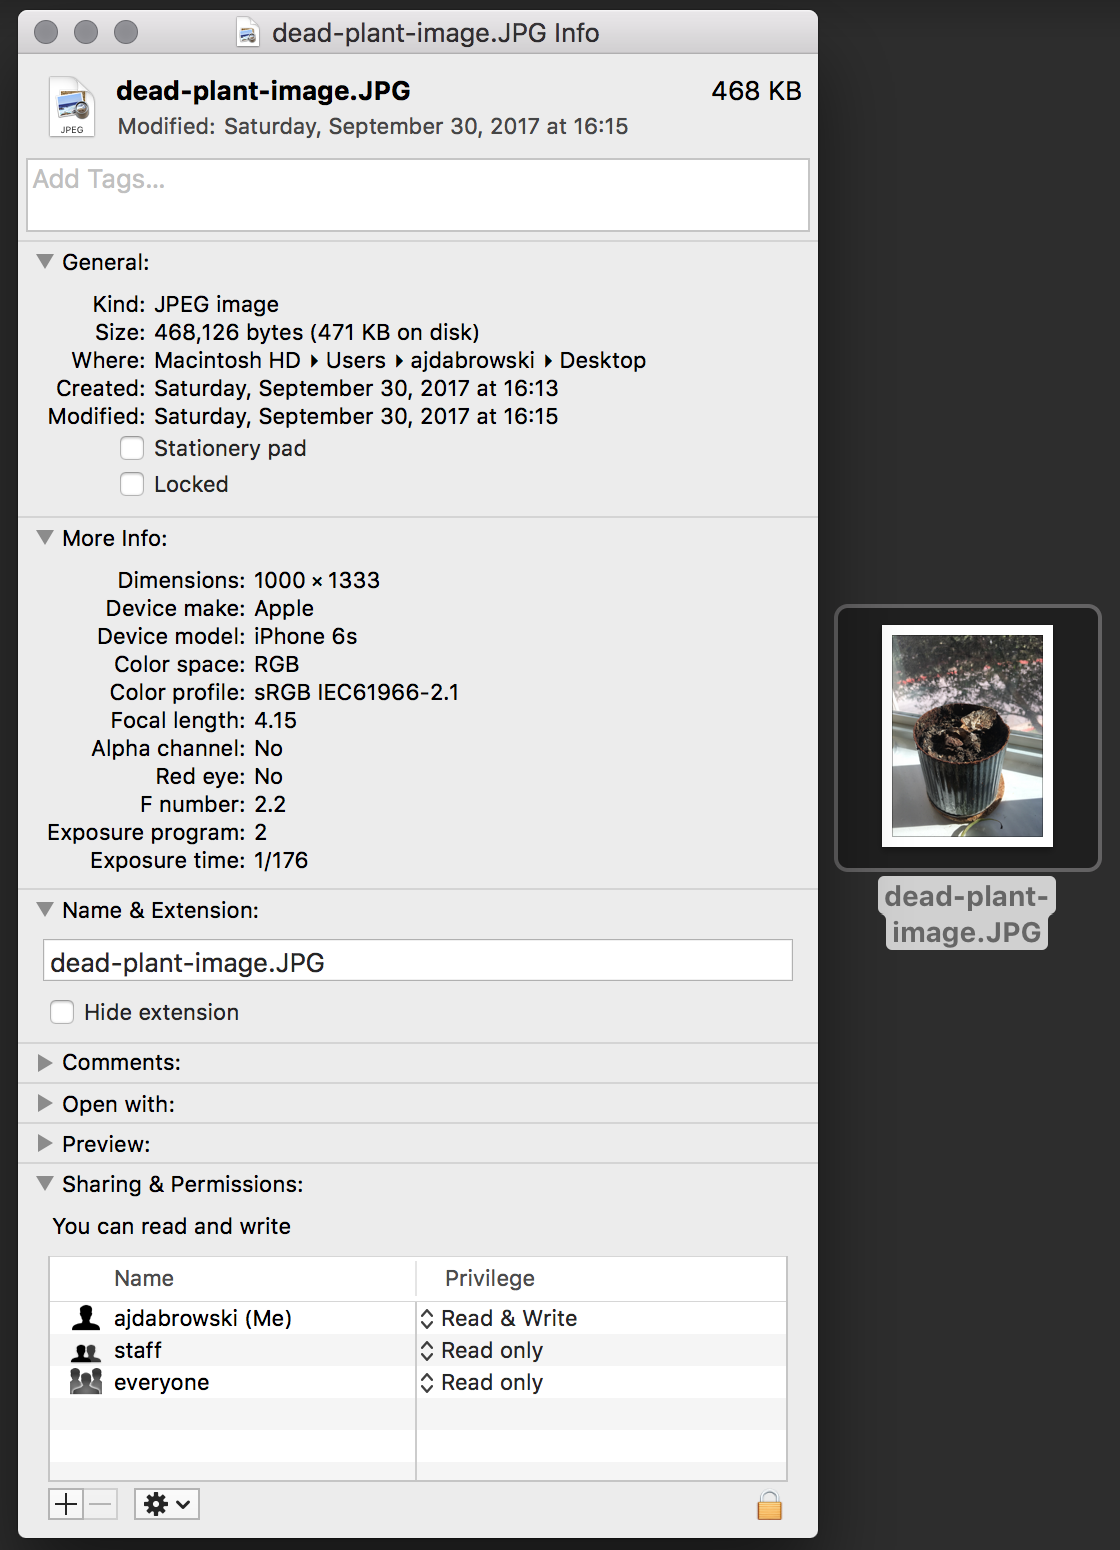 dead-plant-image.JPG Info
JPEG
dead-plant-image.JPG 468 KB
Modified: Saturday, September 30, 2017 at 16:15
Add Tags...
General:
Kind: JPEG image
Size: 468,126 bytes (471 KB on disk)
Where: Macintosh HD ▸ Users ▸ ajdabrowski ▸ Desktop
Created: Saturday, September 30, 2017 at 16:13
Modified: Saturday, September 30, 2017 at 16:15
Stationery pad
Locked
More Info:
Dimensions: 1000 × 1333
Device make: Apple
Device model: iPhone 6s
Color space: RGB
Color profile: sRGB IEC61966-2.1
Focal length: 4.15
Alpha channel: No
Red eye: No
F number: 2.2
Exposure program: 2
Exposure time: 1/176
Name & Extension:
dead-plant-image.JPG
Hide extension
Comments:
Open with:
Preview:
Sharing & Permissions:
You can read and write
Name Privilege
ajdabrowski (Me) Read & Write
staff Read only
everyone Read only
dead-plant-
image.JPG